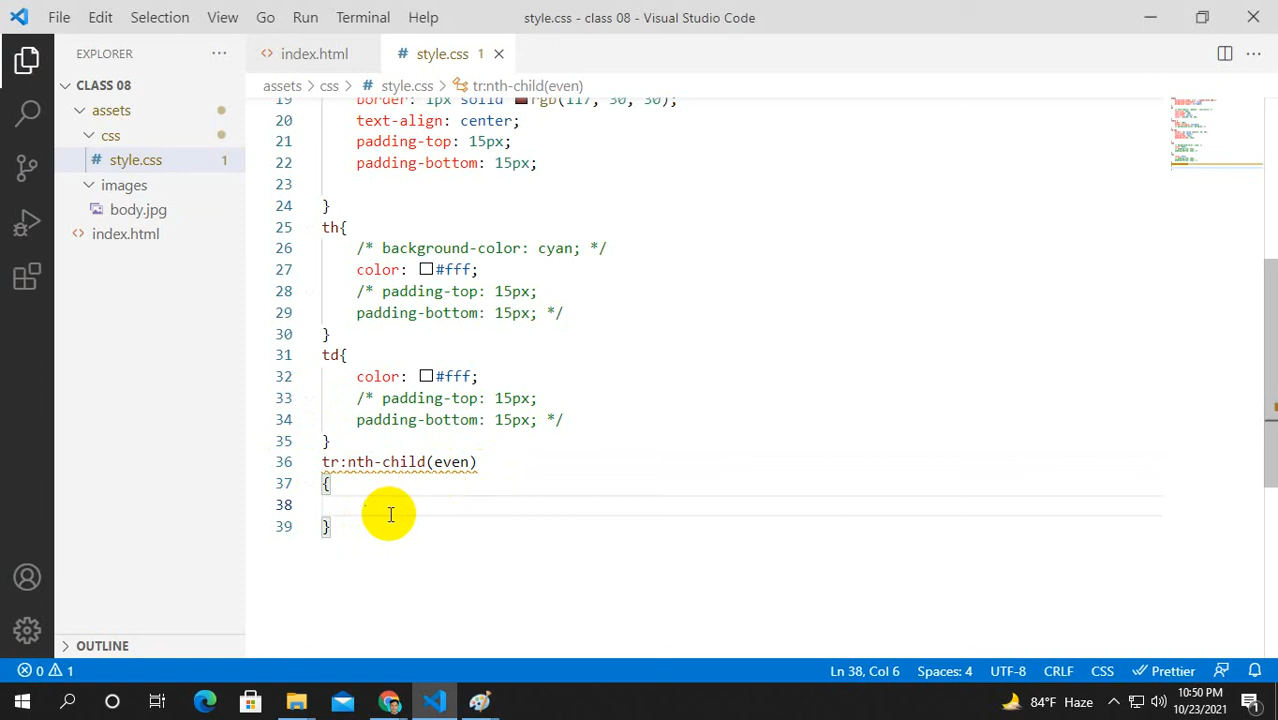 File Edit Selection View Go Run Terminal Help style.css - class 08 - Visual Studio Code
EXPLORER
index.html
style.css 1
CLASS 08
assets > css > style.css > tr:nth-child(even)
assets
css
style.css 1
images
body.jpg
index.html
OUTLINE
19 border: 1px solid rgb(117, 30, 30);
20 text-align: center;
21 padding-top: 15px;
22 padding-bottom: 15px;
23
24 }
25 th{
26 /* background-color: cyan; */
27 color: #fff;
28 /* padding-top: 15px;
29 padding-bottom: 15px; */
30 }
31 td{
32 color: #fff;
33 /* padding-top: 15px;
34 padding-bottom: 15px; */
35 }
36 tr:nth-child(even)
37 {
38
39 }
0 1 Ln 38, Col 6 Spaces: 4 UTF-8 CRLF CSS Prettier
84°F Haze
10:50 PM
10/23/2021
1